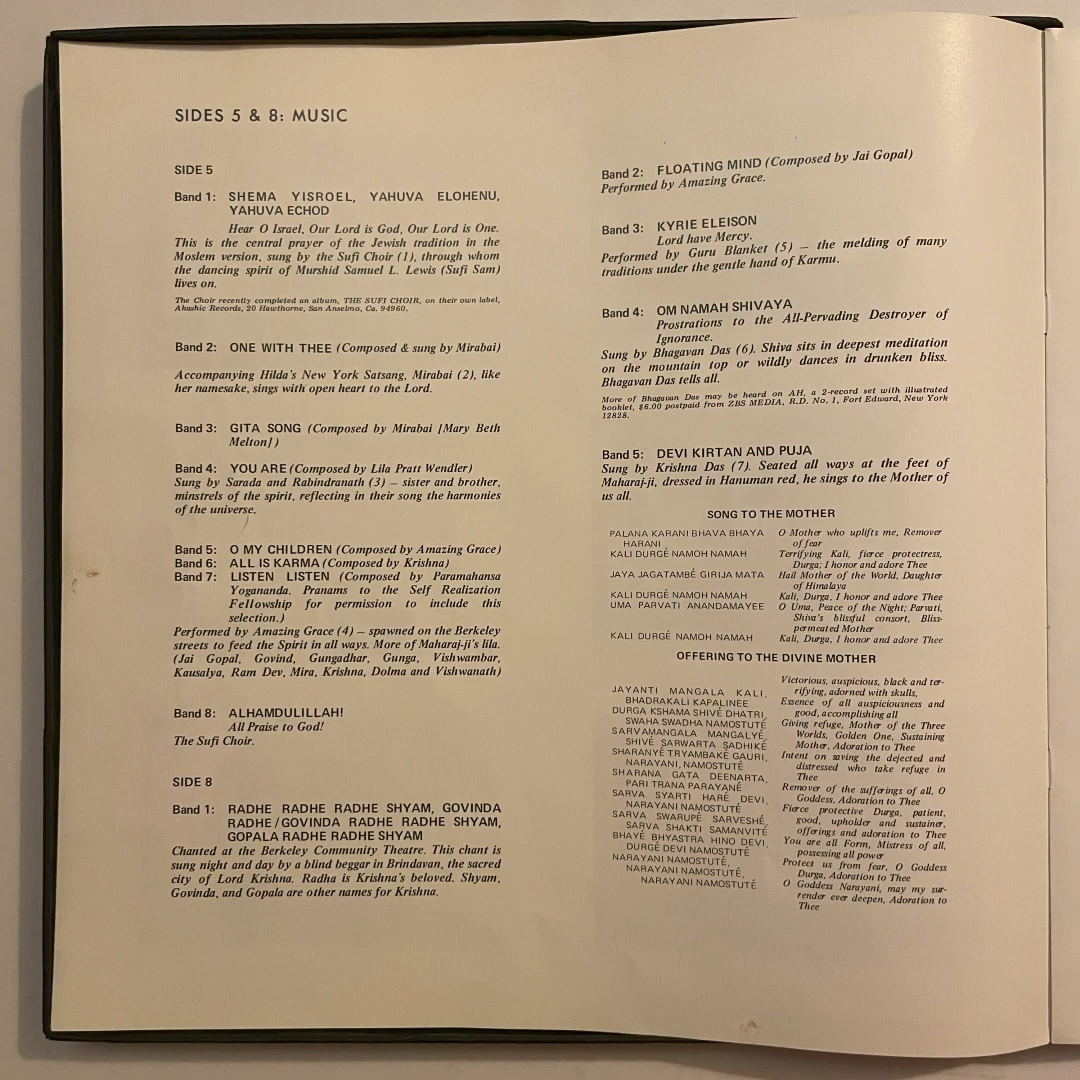 SIDES 5 & 8: MUSIC
SIDE 5
Band 1: SHEMA YISROEL, YAHUVA ELOHENU,
YAHUVA ECHOD
Hear O Israel, Our Lord is God, Our Lord is One.
This is the central prayer of the Jewish tradition in the
Moslem version, sung by the Sufi Choir (1), through whom
the dancing spirit of Murshid Samuel L. Lewis (Sufi Sam)
lives on.
The Choir recently completed an album, THE SUFI CHOIR, on their own label,
Akashic Records, 20 Hawthorne, San Anselmo, Ca. 94960.
Band 2: ONE WITH THEE (Composed & sung by Mirabai)
Accompanying Hilda's New York Satsang, Mirabai (2), like
her namesake, sings with open heart to the Lord.
Band 3: GITA SONG (Composed by Mirabai [Mary Beth
Melton])
Band 4: YOU ARE (Composed by Lila Pratt Wendler)
Sung by Sarada and Rabindranath (3) — sister and brother,
minstrels of the spirit, reflecting in their song the harmonies
of the universe.
Band 5: O MY CHILDREN (Composed by Amazing Grace)
Band 6: ALL IS KARMA (Composed by Krishna)
Band 7: LISTEN LISTEN (Composed by Paramahansa
Yogananda. Pranams to the Self Realization
Fellowship for permission to include this
selection.)
Performed by Amazing Grace (4) — spawned on the Berkeley
streets to feed the Spirit in all ways. More of Maharaj-ji's lila.
(Jai Gopal, Govind, Gungadhar, Gunga, Vishwambar,
Kausalya, Ram Dev, Mira, Krishna, Dolma and Vishwanath)
Band 8: ALHAMDULILLAH!
All Praise to God!
The Sufi Choir.
SIDE 8
Band 1: RADHE RADHE RADHE SHYAM, GOVINDA
RADHE/GOVINDA RADHE RADHE SHYAM,
GOPALA RADHE RADHE SHYAM
Chanted at the Berkeley Community Theatre. This chant is
sung night and day by a blind beggar in Brindavan, the sacred
city of Lord Krishna. Radha is Krishna's beloved. Shyam,
Govinda, and Gopala are other names for Krishna.
Band 2: FLOATING MIND (Composed by Jai Gopal)
Performed by Amazing Grace.
Band 3: KYRIE ELEISON
Lord have Mercy.
Performed by Guru Blanket (5) — the melding of many
traditions under the gentle hand of Karmu.
Band 4: OM NAMAH SHIVAYA
Prostrations to the All-Pervading Destroyer of
Ignorance.
Sung by Bhagavan Das (6). Shiva sits in deepest meditation
on the mountain top or wildly dances in drunken bliss.
Bhagavan Das tells all.
More of Bhagavan Das may be heard on AH, a 2-record set with illustrated
booklet, $6.00 postpaid from ZBS MEDIA, R.D. No. 1, Fort Edward, New York
12828.
Band 5: DEVI KIRTAN AND PUJA
Sung by Krishna Das (7). Seated all ways at the feet of
Maharaj-ji, dressed in Hanuman red, he sings to the Mother of
us all.
SONG TO THE MOTHER
PALANA KARANI BHAVA BHAYA
HARANI
KALI DURGÉ NAMOH NAMAH
JAYA JAGATAMBÉ GIRIJA MATA
KALI DURGÉ NAMOH NAMAH
UMA PARVATI ANANDAMAYEE
KALI DURGÉ NAMOH NAMAH
O Mother who uplifts me, Remover
of fear
Terrifying Kali, fierce protectress,
Durga; I honor and adore Thee
Hail Mother of the World, Daughter
of Himalaya
Kali, Durga, I honor and adore Thee
O Uma, Peace of the Night; Parvati,
Shiva's blissful consort, Bliss-
permeated Mother
Kali, Durga, I honor and adore Thee
OFFERING TO THE DIVINE MOTHER
JAYANTI MANGALA KALI,
BHADRAKALI KAPALINEE
DURGA KSHAMA SHIVÉ DHATRI,
SWAHA SWADHA NAMOSTUTÉ
SARVAMANGALA MANGALYÉ,
SHIVÉ SARWARTA SADHIKÉ
SHARANYÉ TRYAMBAKÉ GAURI,
NARAYANI, NAMOSTUTÉ
SHARANA GATA DEENARTA,
PARI TRANA PARAYANÉ
SARVA SYARTI HARÉ DEVI,
NARAYANI NAMOSTUTÉ
SARVA SWARUPÉ SARVESHÉ,
SARVA SHAKTI SAMANVITÉ
BHAYÉ BHYASTRA HINO DEVI,
DURGÉ DEVI NAMOSTUTÉ
NARAYANI NAMOSTUTÉ,
NARAYANI NAMOSTUTÉ,
NARAYANI NAMOSTUTÉ
Victorious, auspicious, black and ter-
rifying, adorned with skulls,
Essence of all auspiciousness and
good, accomplishing all
Giving refuge, Mother of the Three
Worlds, Golden One, Sustaining
Mother, Adoration to Thee
Intent on saving the dejected and
distressed who take refuge in
Thee
Remover of the sufferings of all, O
Goddess, Adoration to Thee
Fierce protective Durga, patient,
good, upholder and sustainer,
offerings and adoration to Thee
You are all Form, Mistress of all,
possessing all power
Protect us from fear, O Goddess
Durga, Adoration to Thee
O Goddess Narayani, may my sur-
render ever deepen, Adoration to
Thee